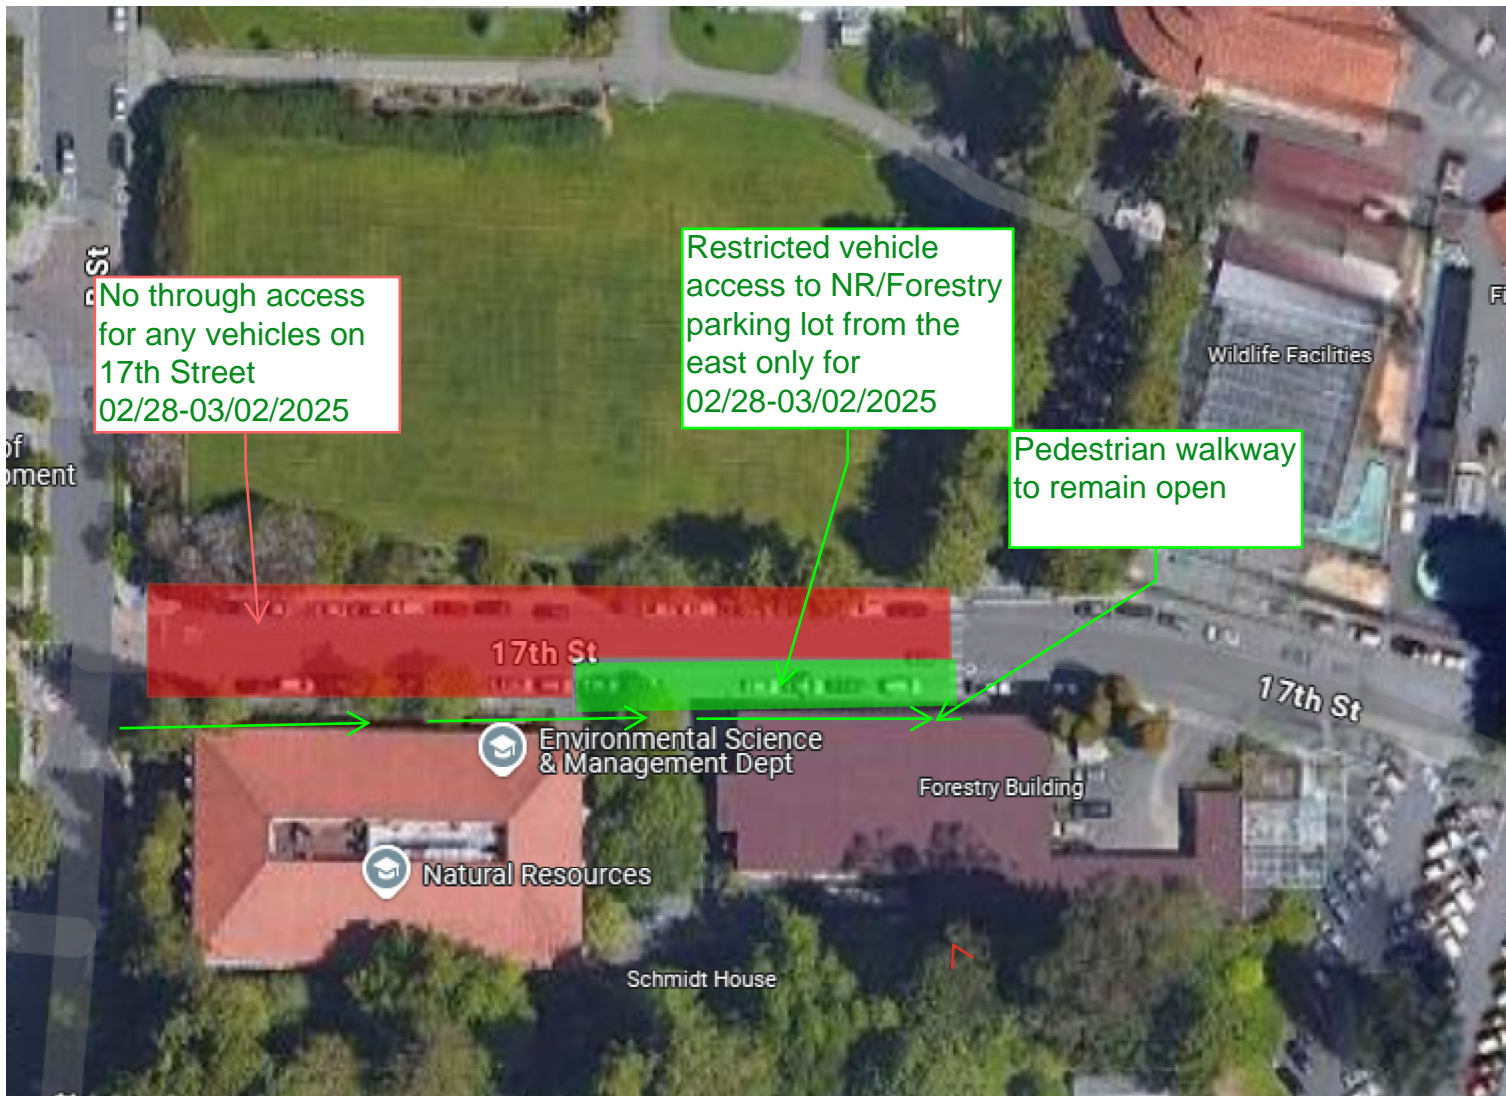 St
No through access
for any vehicles on
17th Street
02/28-03/02/2025
Restricted vehicle
access to NR/Forestry
parking lot from the
east only for
02/28-03/02/2025
Pedestrian walkway
to remain open
Wildlife Facilities
of
17th St
17th St
Environmental Science
& Management Dept
Forestry Building
Natural Resources
Schmidt House